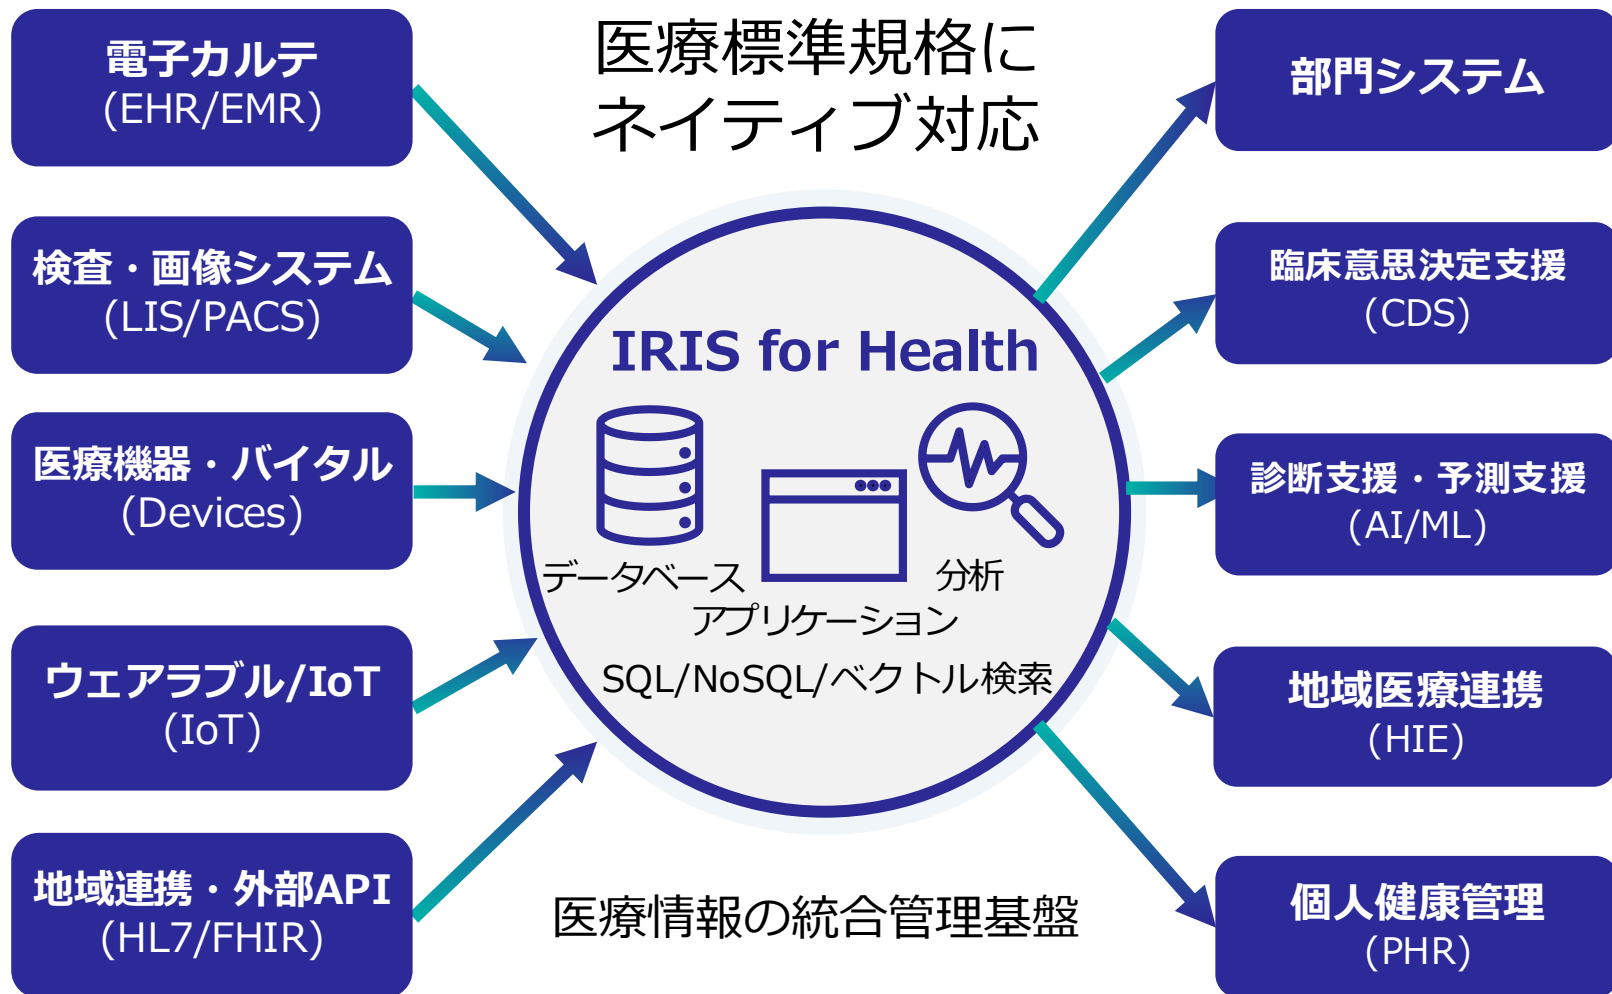 医療標準規格に
ネイティブ対応
電子カルテ
(EHR/EMR)
検査・画像システム
(LIS/PACS)
医療機器・バイタル
(Devices)
ウェアラブル/IoT
(IoT)
地域連携・外部API
(HL7/FHIR)
IRIS for Health
データベース
アプリケーション
分析
SQL/NoSQL/ベクトル検索
医療情報の統合管理基盤
部門システム
臨床意思決定支援
(CDS)
診断支援・予測支援
(AI/ML)
地域医療連携
(HIE)
個人健康管理
(PHR)